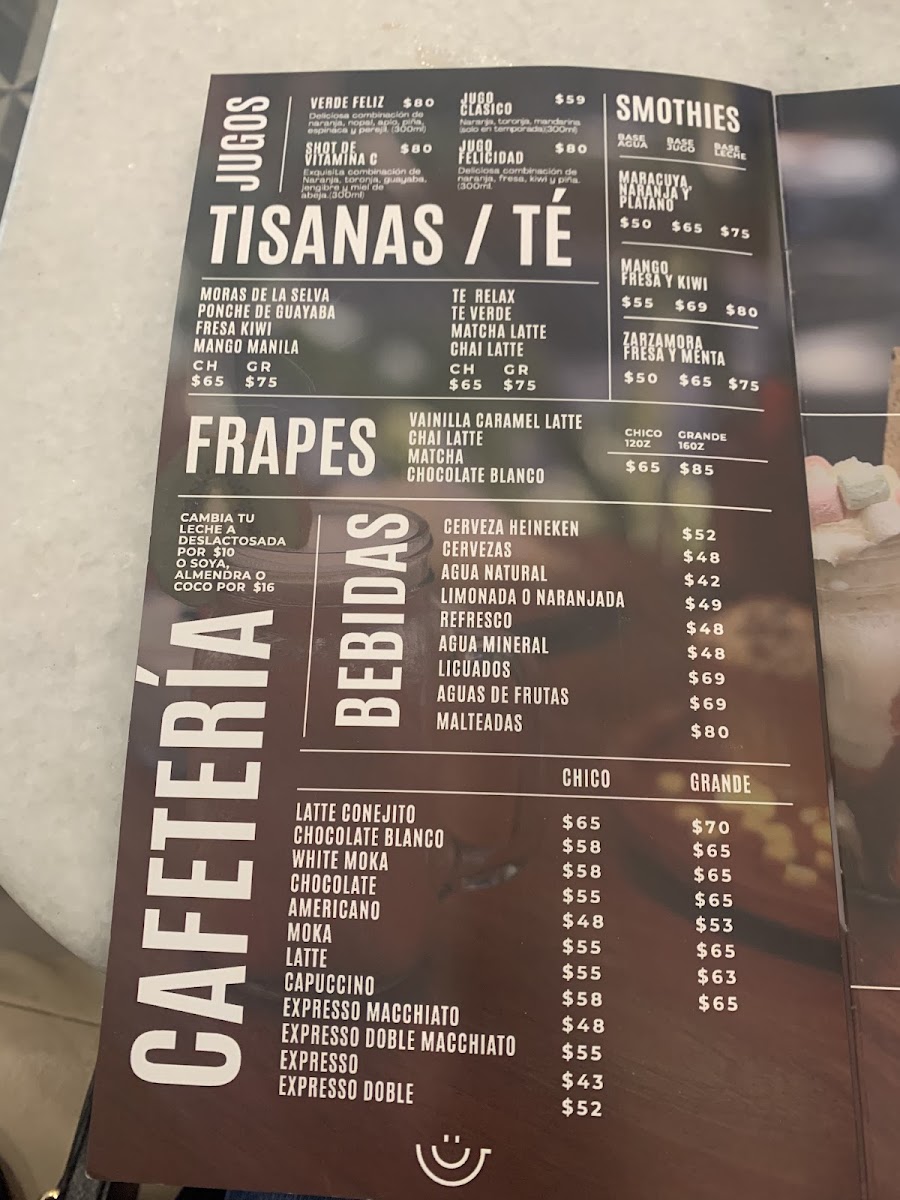 JUGOS
VERDE FELIZ $80
Deliciosa combinación de
naranja, nopal, apio, piña,
espinaca y perejil. (300ml)
SHOT DE $80
VITAMINA C
Exquisita combinación de
Naranja, toronja, guayaba,
jengibre y miel de
abeja.(300ml)
JUGO $59
CLASICO
Naranja, toronja, mandarina
(solo en temporada)(300ml)
JUGO $80
FELICIDAD
Deliciosa combinación de
naranja, fresa, kiwi y piña.
(300ml.
SMOTHIES
BASE BASE BASE
AGUA JUGO LECHE
MARACUYA
NARANJA Y
PLATANO
$50 $65 $75
MANGO
FRESA Y KIWI
$55 $69 $80
ZARZAMORA
FRESA Y MENTA
$50 $65 $75
TISANAS / TÉ
MORAS DE LA SELVA
PONCHE DE GUAYABA
FRESA KIWI
MANGO MANILA
CH GR
$65 $75
TE RELAX
TE VERDE
MATCHA LATTE
CHAI LATTE
CH GR
$65 $75
FRAPES
VAINILLA CARAMEL LATTE
CHAI LATTE
MATCHA
CHOCOLATE BLANCO
CHICO GRANDE
12OZ 16OZ
$65 $85
CAMBIA TU
LECHE A
DESLACTOSADA
POR $10
O SOYA,
ALMENDRA O
COCO POR $16
BEBIDAS
CERVEZA HEINEKEN $52
CERVEZAS $48
AGUA NATURAL $42
LIMONADA O NARANJADA $49
REFRESCO $48
AGUA MINERAL $48
LICUADOS $69
AGUAS DE FRUTAS $69
MALTEADAS $80
CAFETERÍA
CHICO GRANDE
LATTE CONEJITO $65 $70
CHOCOLATE BLANCO $58 $65
WHITE MOKA $58 $65
CHOCOLATE $55 $65
AMERICANO $48 $53
MOKA $55 $65
LATTE $55 $63
CAPUCCINO $58 $65
EXPRESSO MACCHIATO $48
EXPRESSO DOBLE MACCHIATO $55
EXPRESSO $43
EXPRESSO DOBLE $52